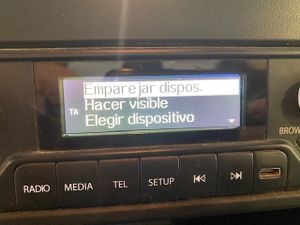 Emparejar dispos.
Hacer visible
TA
Elegir dispositivo
BROW
RADIO
MEDIA
TEL
SETUP